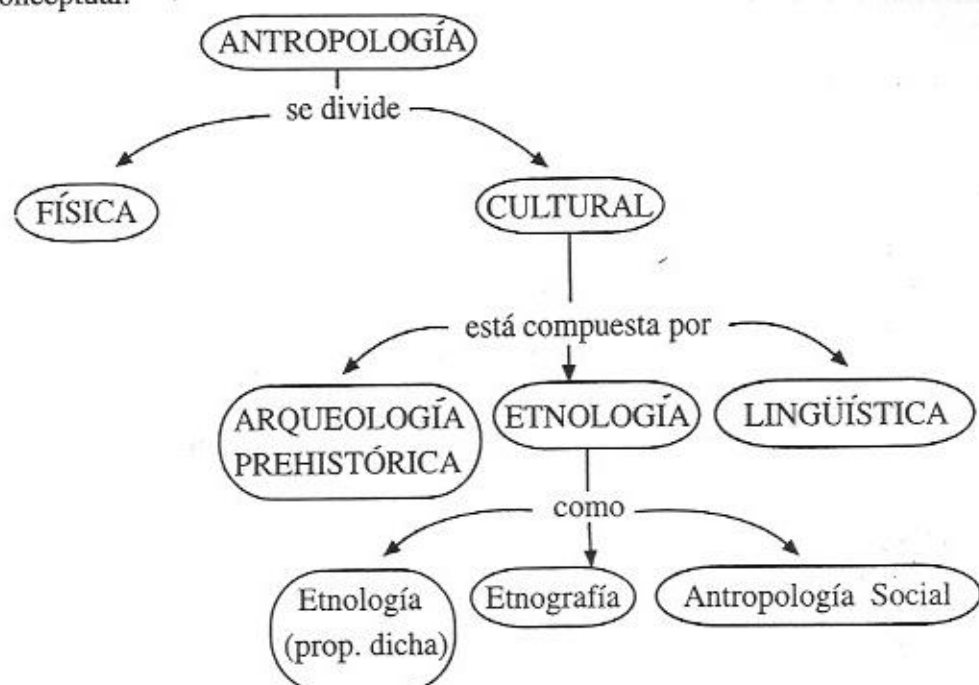 onceptual.
ANTROPOLOGÍA
se divide
FÍSICA
CULTURAL
está compuesta por
ARQUEOLOGÍA
PREHISTÓRICA
ETNOLOGÍA
LINGÜÍSTICA
como
Etnología
(prop. dicha)
Etnografía
Antropología Social